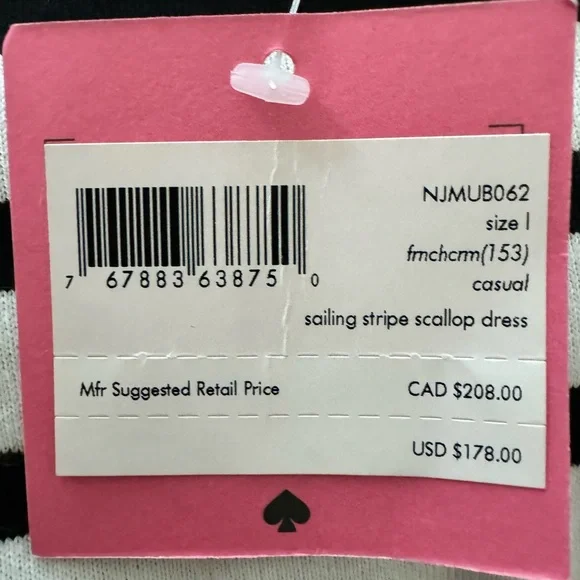 NJMUB062
size l
frnchcrm(153)
casual
sailing stripe scallop dress
7 67883 63875 0
Mfr Suggested Retail Price CAD $208.00
USD $178.00